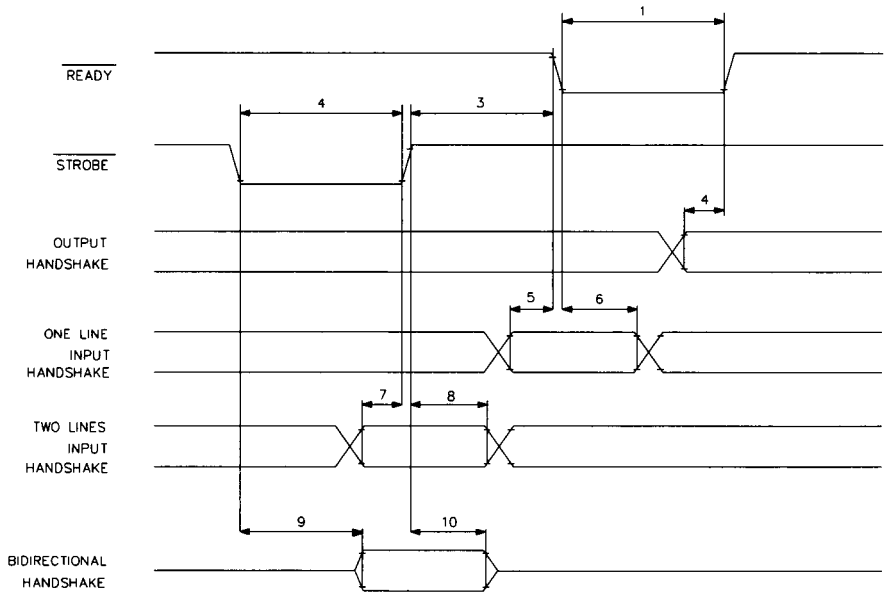 1
READY
4
3
STROBE
4
OUTPUT
HANDSHAKE
5
6
ONE LINE
INPUT
HANDSHAKE
7
8
TWO LINES
INPUT
HANDSHAKE
9
10
BIDIRECTIONAL
HANDSHAKE